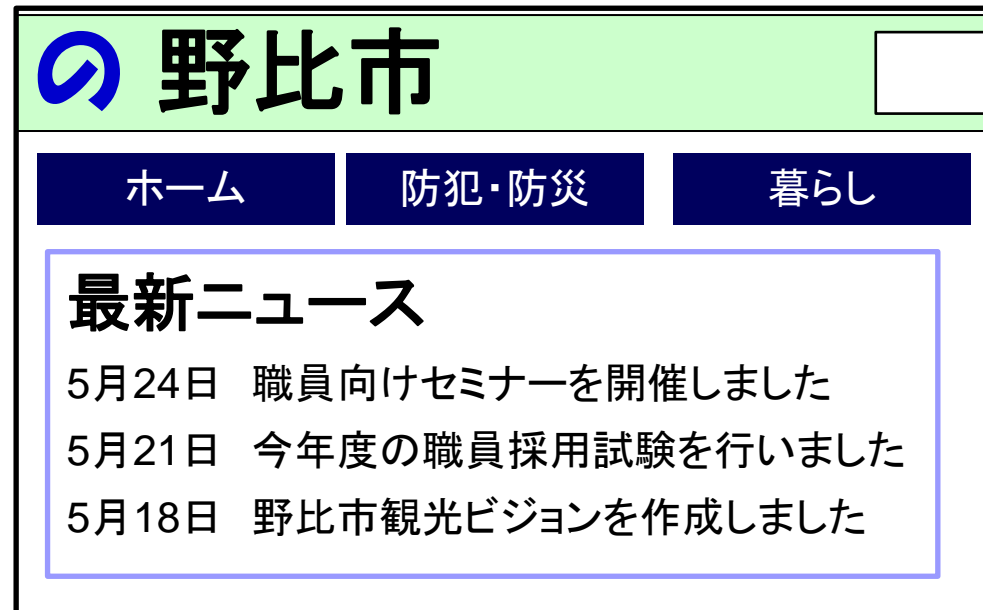 の 野比市
ホーム 防犯・防災 暮らし
最新ニュース
5月24日 職員向けセミナーを開催しました
5月21日 今年度の職員採用試験を行いました
5月18日 野比市観光ビジョンを作成しました